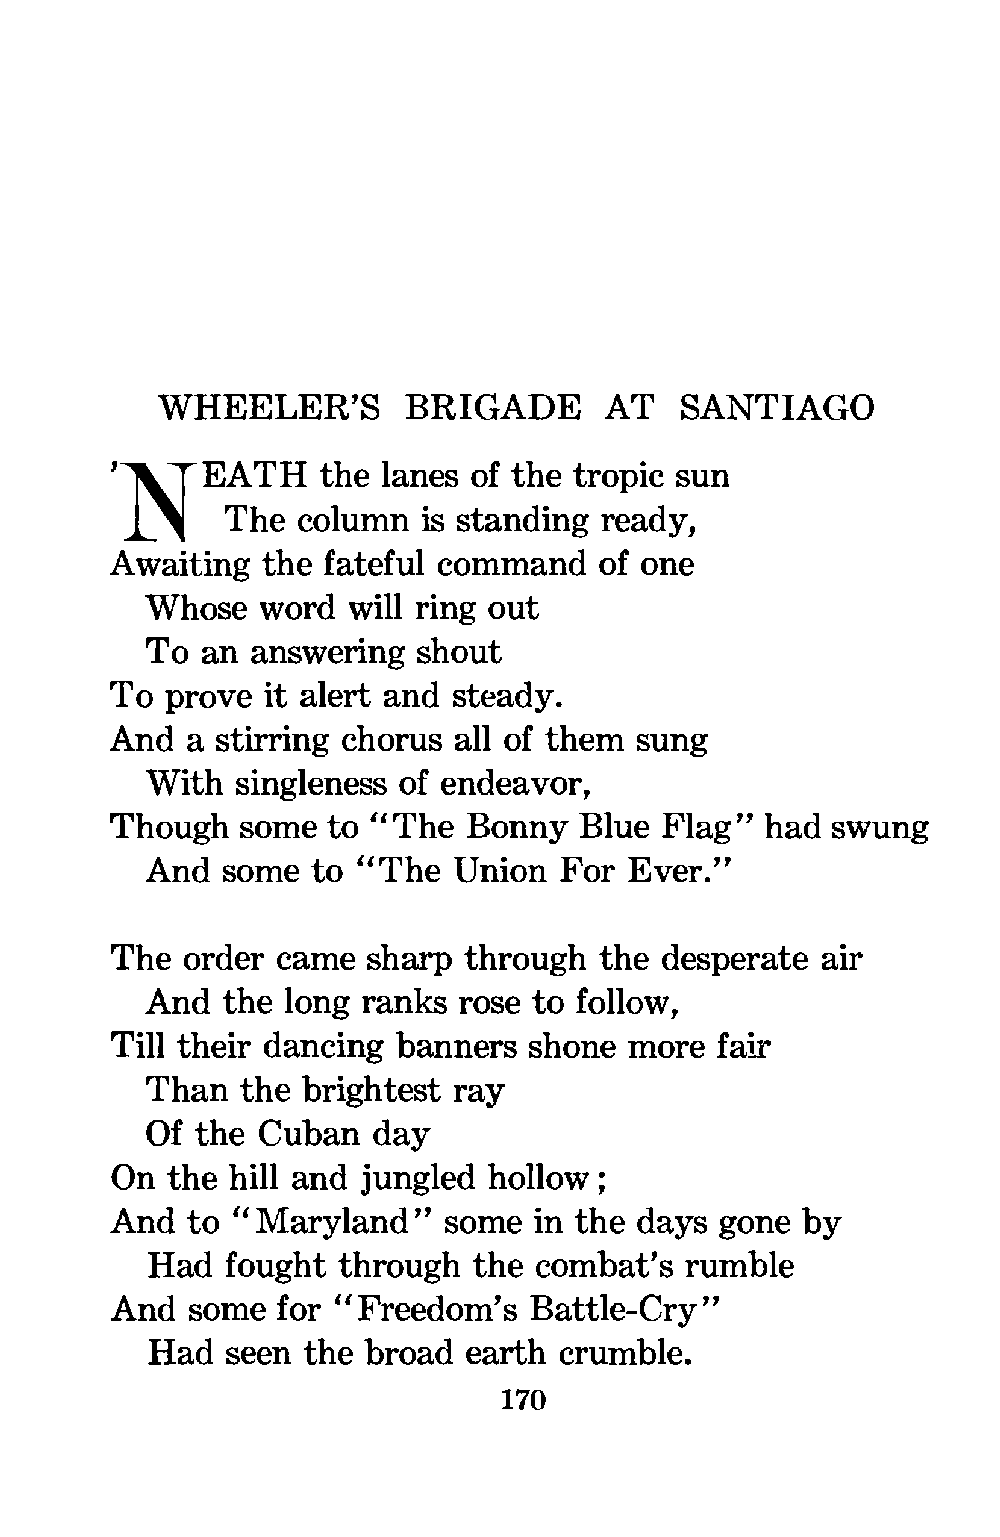 WHEELER'S BRIGADE AT SANTIAGO
'NEATH the lanes of the tropic sun
The column is standing ready,
Awaiting the fateful command of one
Whose word will ring out
To an answering shout
To prove it alert and steady.
And a stirring chorus all of them sung
With singleness of endeavor,
Though some to "The Bonny Blue Flag" had swung
And some to "The Union For Ever."
The order came sharp through the desperate air
And the long ranks rose to follow,
Till their dancing banners shone more fair
Than the brightest ray
Of the Cuban day
On the hill and jungled hollow;
And to "Maryland" some in the days gone by
Had fought through the combat's rumble
And some for "Freedom's Battle-Cry"
Had seen the broad earth crumble.
170